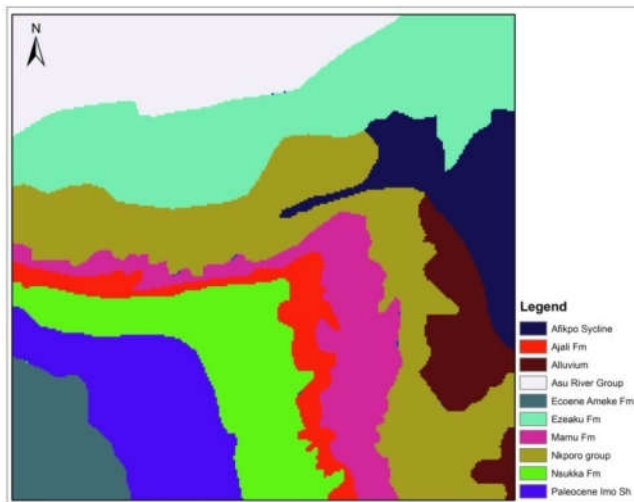 N
Legend
Afikpo Sycline
Ajali Fm
Alluvium
Asu River Group
Ecoene Ameke Fm
Ezeaku Fm
Mamu Fm
Nkporo group
Nsukka Fm
Paleocene Imo Sh